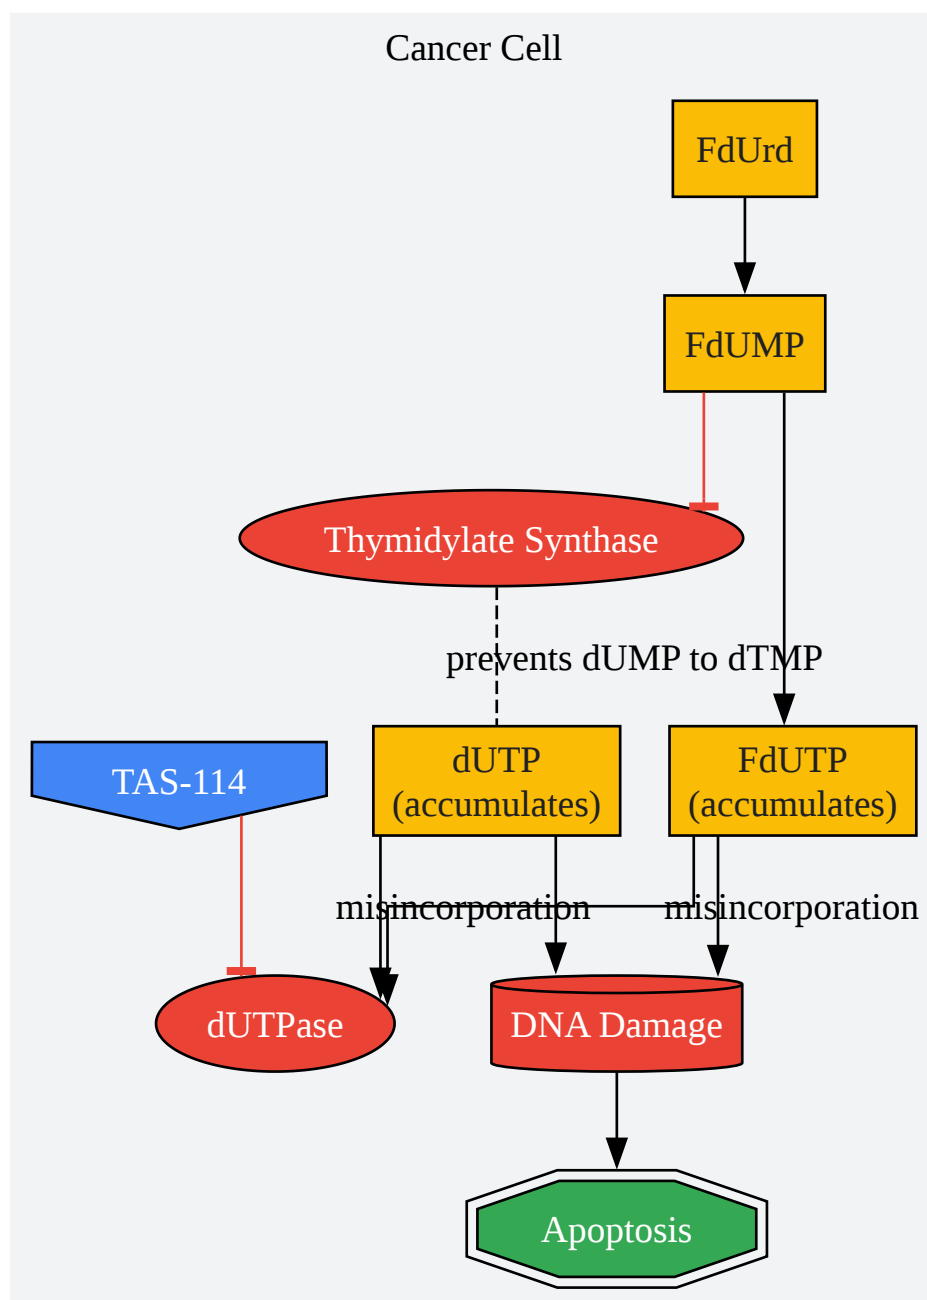 Cancer Cell
FdUrd
FdUMP
Thymidylate Synthase
prevents dUMP to dTMP
TAS-114
dUTP
(accumulates)
FdUTP
(accumulates)
misincorporation
misincorporation
dUTPase
DNA Damage
Apoptosis